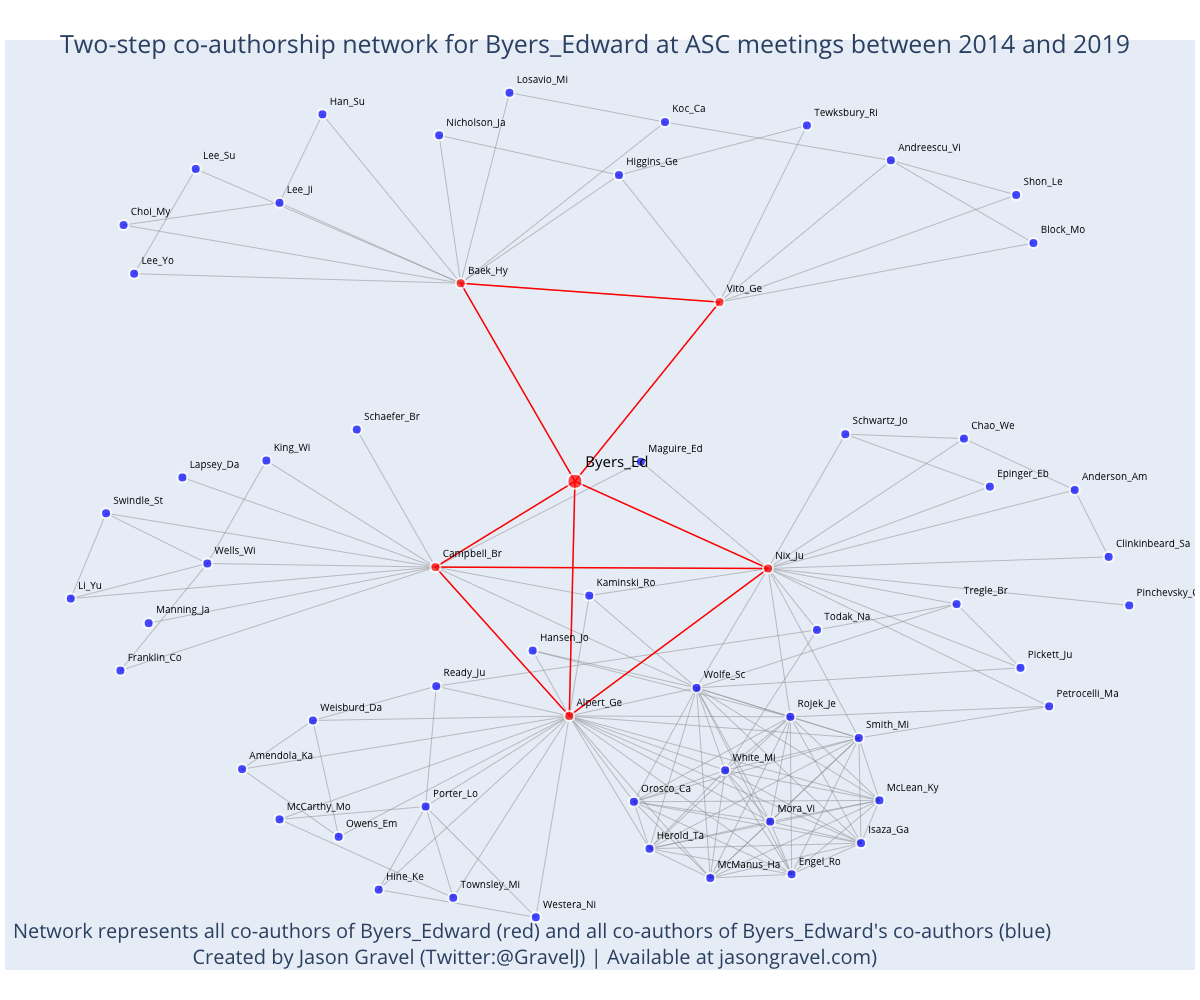 Two-step co-authorship network for Byers_Edward at ASC meetings between 2014 and 2019
Losavio_Mi
Han_Su
Koc_Ca
Tewksbury_Ri
Nicholson_Ja
Andreescu_Vi
Lee_Su
Higgins_Ge
Shon_Le
Lee_Ji
Choi_My
Block_Mo
Lee_Yo
Baek_Hy
Vito_Ge
Schaefer_Br
Schwartz_Jo
Chao_We
King_Wi
Maguire_Ed
Byers_Ed
Lapsey_Da
Epinger_Eb
Anderson_Am
Swindle_St
Clinkinbeard_Sa
Wells_Wi
Campbell_Br
Nix_Ju
Li_Yu
Kaminski_Ro
Tregle_Br
Pinchevsky_
Manning_Ja
Todak_Na
Hansen_Jo
Franklin_Co
Pickett_Ju
Ready_Ju
Wolfe_Sc
Petrocelli_Ma
Weisburd_Da
Alpert_Ge
Rojek_Je
Smith_Mi
Amendola_Ka
White_Mi
Orosco_Ca
McLean_Ky
McCarthy_Mo
Porter_Lo
Mora_Vi
Owens_Em
Herold_Ta
Isaza_Ga
McManus_Ha
Engel_Ro
Hine_Ke
Townsley_Mi
Westera_Ni
Network represents all co-authors of Byers_Edward (red) and all co-authors of Byers_Edward's co-authors (blue)
Created by Jason Gravel (Twitter:@GravelJ) | Available at jasongravel.com)